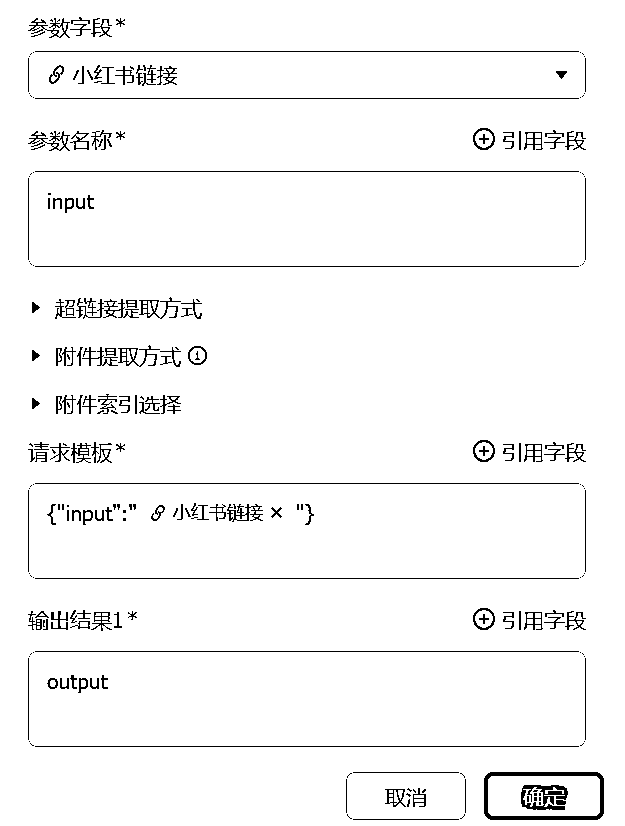 参数字段*
小红书链接
参数名称* 引用字段
input
超链接提取方式
附件提取方式
附件索引选择
请求模板* 引用字段
{"input":" 小红书链接 × "}
输出结果1* 引用字段
output
取消 确定